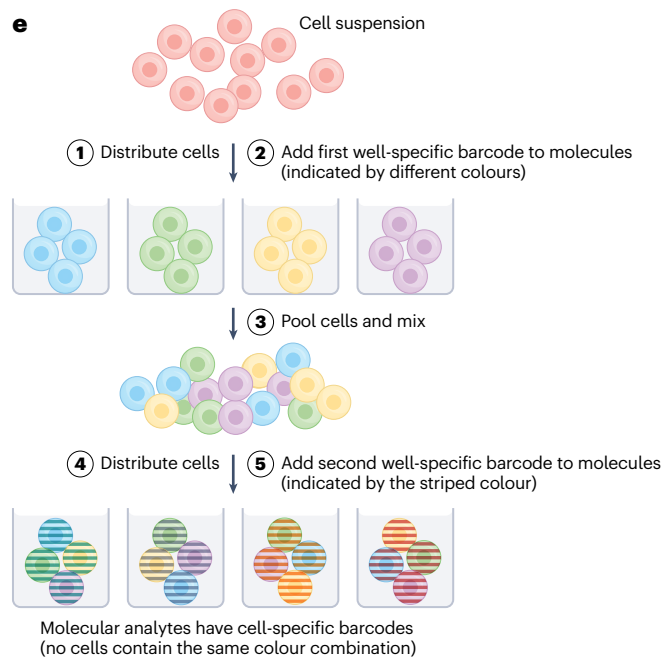 e
Cell suspension
1 Distribute cells
2 Add first well-specific barcode to molecules
(indicated by different colours)
3 Pool cells and mix
4 Distribute cells
5 Add second well-specific barcode to molecules
(indicated by the striped colour)
Molecular analytes have cell-specific barcodes
(no cells contain the same colour combination)